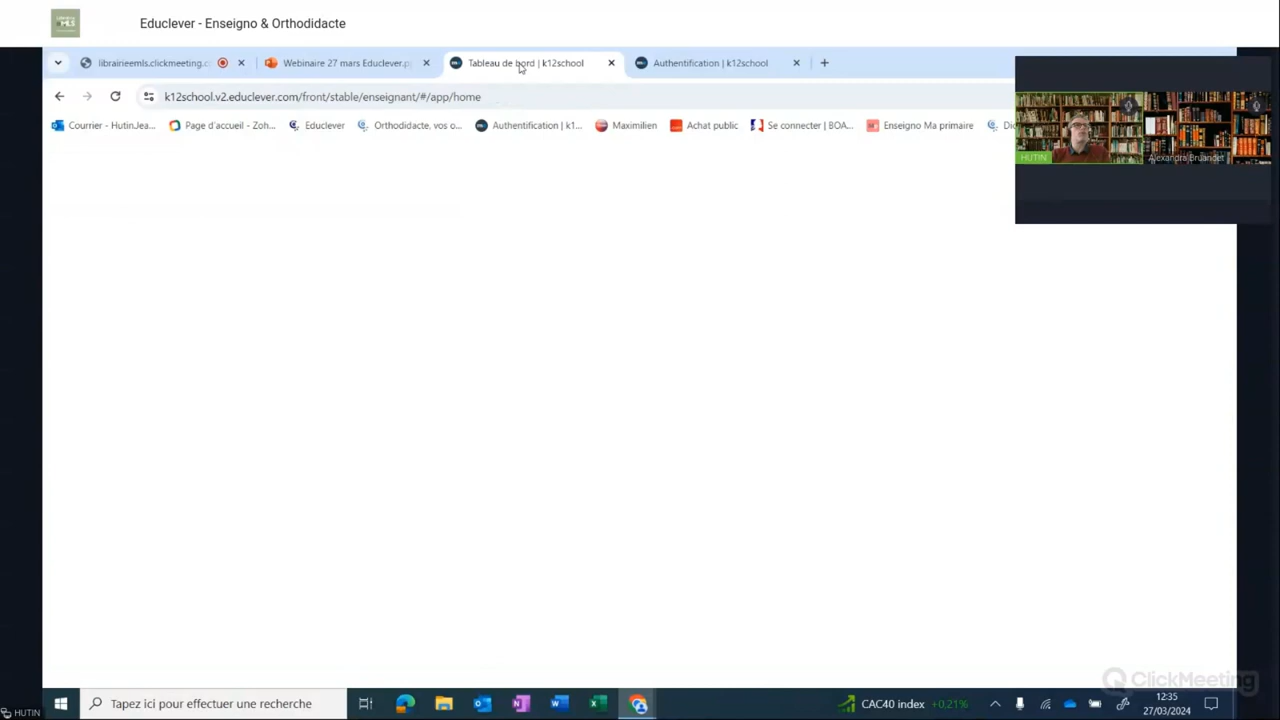 Educlever - Enseigno & Orthodidacte
librairieemls.clickmeeting.c
Webinaire 27 mars Educlever.p
Tableau de bord | k12school
Authentification | k12school
k12school.v2.educlever.com/front/stable/enseignant/#/app/home
Courrier - HutinJea...
Page d'accueil - Zoh...
Educlever
Orthodidacte, vos o...
Authentification | k1...
Maximilien
Achat public
Se connecter | BOA...
Enseigno Ma primaire
HUTIN
Alexandra Bruandet
ClickMeeting
Tapez ici pour effectuer une recherche
CAC40 index +0,21%
12:35
27/03/2024
HUTIN